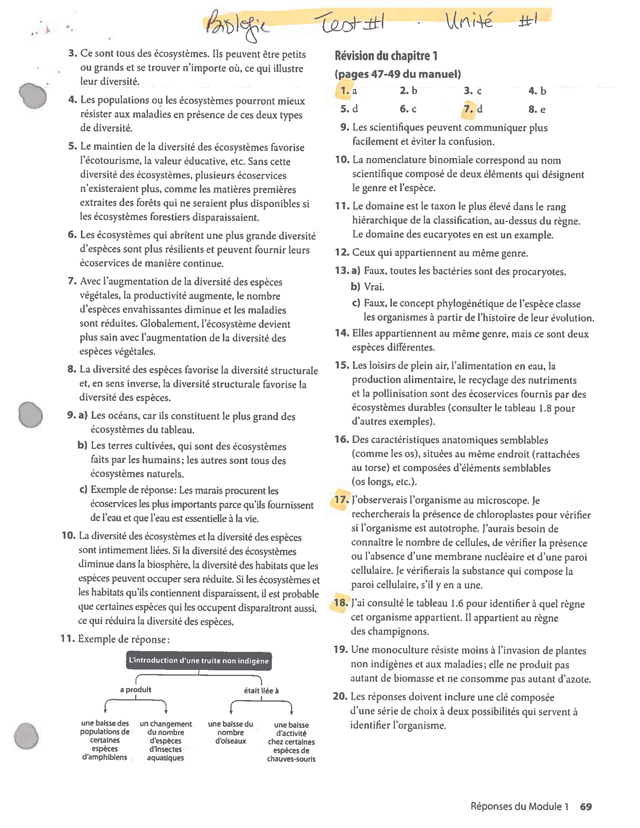 Biologie Test #1 . Unité #1
3. Ce sont tous des écosystèmes. Ils peuvent être petits
ou grands et se trouver n'importe où, ce qui illustre
leur diversité.
4. Les populations ou les écosystèmes pourront mieux
résister aux maladies en présence de ces deux types
de diversité.
5. Le maintien de la diversité des écosystèmes favorise
l'écotourisme, la valeur éducative, etc. Sans cette
diversité des écosystèmes, plusieurs écoservices
n'existeraient plus, comme les matières premières
extraites des forêts qui ne seraient plus disponibles si
les écosystèmes forestiers disparaissaient.
6. Les écosystèmes qui abritent une plus grande diversité
d'espèces sont plus résilients et peuvent fournir leurs
écoservices de manière continue.
7. Avec l'augmentation de la diversité des espèces
végétales, la productivité augmente, le nombre
d'espèces envahissantes diminue et les maladies
sont réduites. Globalement, l'écosystème devient
plus sain avec l'augmentation de la diversité des
espèces végétales.
8. La diversité des espèces favorise la diversité structurale
et, en sens inverse, la diversité structurale favorise la
diversité des espèces.
9. a) Les océans, car ils constituent le plus grand des
écosystèmes du tableau.
b) Les terres cultivées, qui sont des écosystèmes
faits par les humains; les autres sont tous des
écosystèmes naturels.
c) Exemple de réponse: Les marais procurent les
écoservices les plus importants parce qu'ils fournissent
de l'eau et que l'eau est essentielle à la vie.
10. La diversité des écosystèmes et la diversité des espèces
sont intimement liées. Si la diversité des écosystèmes
diminue dans la biosphère, la diversité des habitats que les
espèces peuvent occuper sera réduite. Si les écosystèmes et
les habitats qu'ils contiennent disparaissent, il est probable
que certaines espèces qui les occupent disparaîtront aussi,
ce qui réduira la diversité des espèces.
11. Exemple de réponse:
L'introduction d'une truite non indigène
a produit
était liée à
une baisse des
populations de
certaines
espèces
d'amphibiens
un changement
du nombre
d'espèces
d'insectes
aquatiques
une baisse du
nombre
d'oiseaux
une baisse
d'activité
chez certaines
espèces de
chauves-souris
Révision du chapitre 1
(pages 47-49 du manuel)
1. a 2. b 3. c 4. b
5. d 6. c 7. d 8. e
9. Les scientifiques peuvent communiquer plus
facilement et éviter la confusion.
10. La nomenclature binomiale correspond au nom
scientifique composé de deux éléments qui désignent
le genre et l'espèce.
11. Le domaine est le taxon le plus élevé dans le rang
hiérarchique de la classification, au-dessus du règne.
Le domaine des eucaryotes en est un example.
12. Ceux qui appartiennent au même genre.
13. a) Faux, toutes les bactéries sont des procaryotes.
b) Vrai.
c) Faux, le concept phylogénétique de l'espèce classe
les organismes à partir de l'histoire de leur évolution.
14. Elles appartiennent au même genre, mais ce sont deux
espèces différentes.
15. Les loisirs de plein air, l'alimentation en eau, la
production alimentaire, le recyclage des nutriments
et la pollinisation sont des écoservices fournis par des
écosystèmes durables (consulter le tableau 1.8 pour
d'autres exemples).
16. Des caractéristiques anatomiques semblables
(comme les os), situées au même endroit (rattachées
au torse) et composées d'éléments semblables
(os longs, etc.).
17. J'observerais l'organisme au microscope. Je
rechercherais la présence de chloroplastes pour vérifier
si l'organisme est autotrophe. J'aurais besoin de
connaître le nombre de cellules, de vérifier la présence
ou l'absence d'une membrane nucléaire et d'une paroi
cellulaire. Je vérifierais la substance qui compose la
paroi cellulaire, s'il y en a une.
18. J'ai consulté le tableau 1.6 pour identifier à quel règne
cet organisme appartient. Il appartient au règne
des champignons.
19. Une monoculture résiste moins à l'invasion de plantes
non indigènes et aux maladies; elle ne produit pas
autant de biomasse et ne consomme pas autant d'azote.
20. Les réponses doivent inclure une clé composée
d'une série de choix à deux possibilités qui servent à
identifier l'organisme.
Réponses du Module 1 69